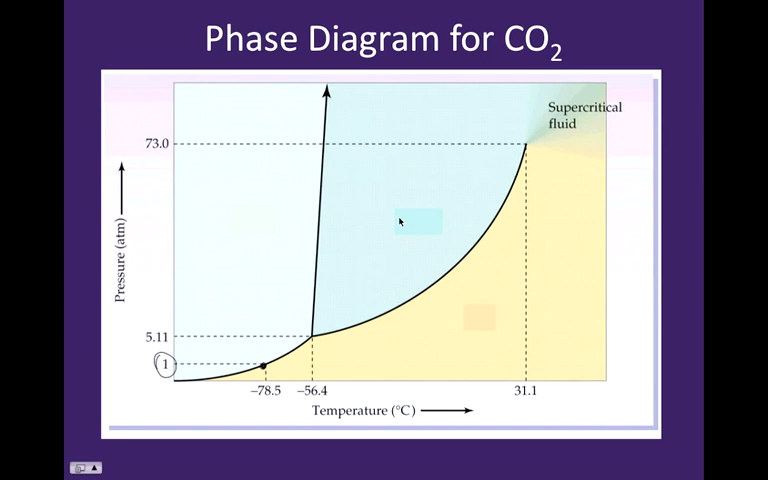 Phase Diagram for CO₂
Supercritical
fluid
73.0
Pressure (atm)
5.11
1
–78.5 –56.4 31.1
Temperature (°C)